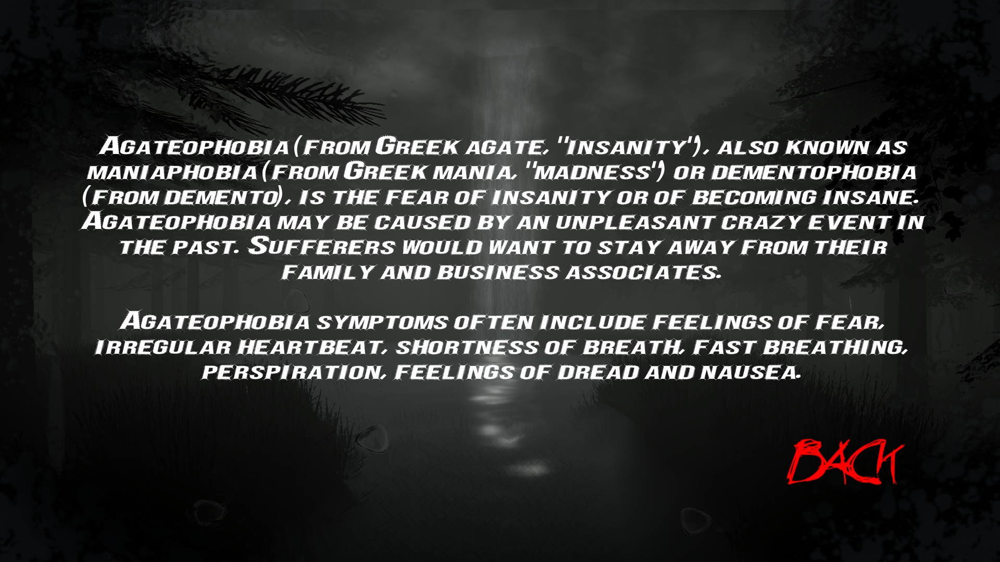 Agateophobia (from Greek agate, "insanity"), also known as
maniaphobia (from Greek mania, "madness") or dementophobia
(from demento), is the fear of insanity or of becoming insane.
Agateophobia may be caused by an unpleasant crazy event in
the past. Sufferers would want to stay away from their
family and business associates.
Agateophobia symptoms often include feelings of fear,
irregular heartbeat, shortness of breath, fast breathing,
perspiration, feelings of dread and nausea.
BACK